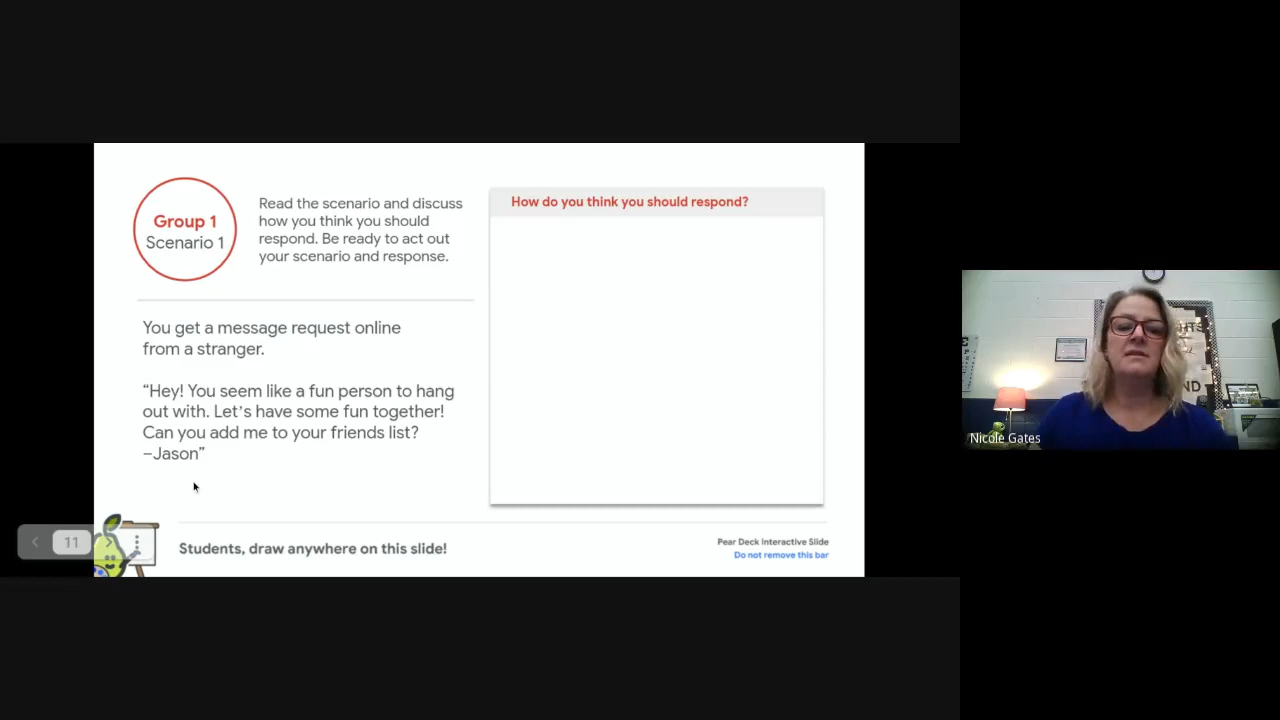 Group 1
Scenario 1
Read the scenario and discuss
how you think you should
respond. Be ready to act out
your scenario and response.
You get a message request online
from a stranger.
“Hey! You seem like a fun person to hang
out with. Let’s have some fun together!
Can you add me to your friends list?
–Jason”
How do you think you should respond?
11
Students, draw anywhere on this slide!
Pear Deck Interactive Slide
Do not remove this bar
Nicole Gates